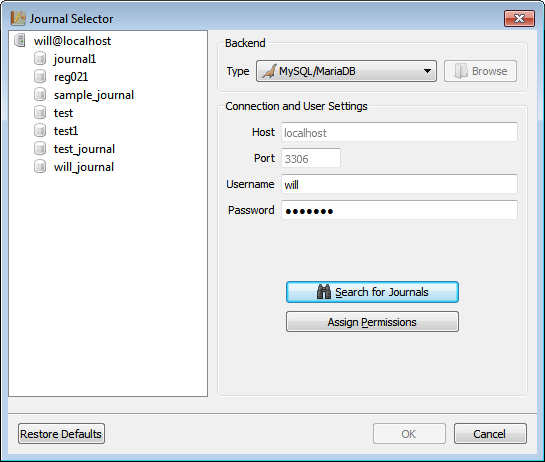 Journal Selector
will@localhost
journal1
reg021
sample_journal
test
test1
test_journal
will_journal
Backend
Type MySQL/MariaDB Browse
Connection and User Settings
Host localhost
Port 3306
Username will
Password ●●●●●●●
Search for Journals
Assign Permissions
Restore Defaults OK Cancel